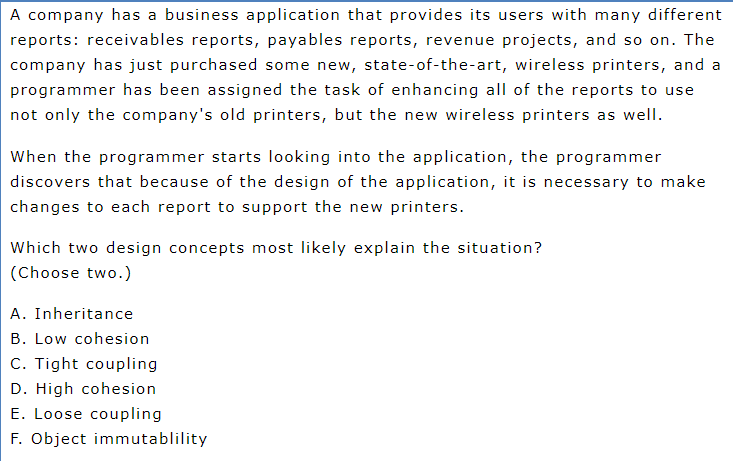 A company has a business application that provides its users with many different
reports: receivables reports, payables reports, revenue projects, and so on. The
company has just purchased some new, state-of-the-art, wireless printers, and a
programmer has been assigned the task of enhancing all of the reports to use
not only the company's old printers, but the new wireless printers as well.
When the programmer starts looking into the application, the programmer
discovers that because of the design of the application, it is necessary to make
changes to each report to support the new printers.
Which two design concepts most likely explain the situation?
(Choose two.)
A. Inheritance
B. Low cohesion
C. Tight coupling
D. High cohesion
E. Loose coupling
F. Object immutablility